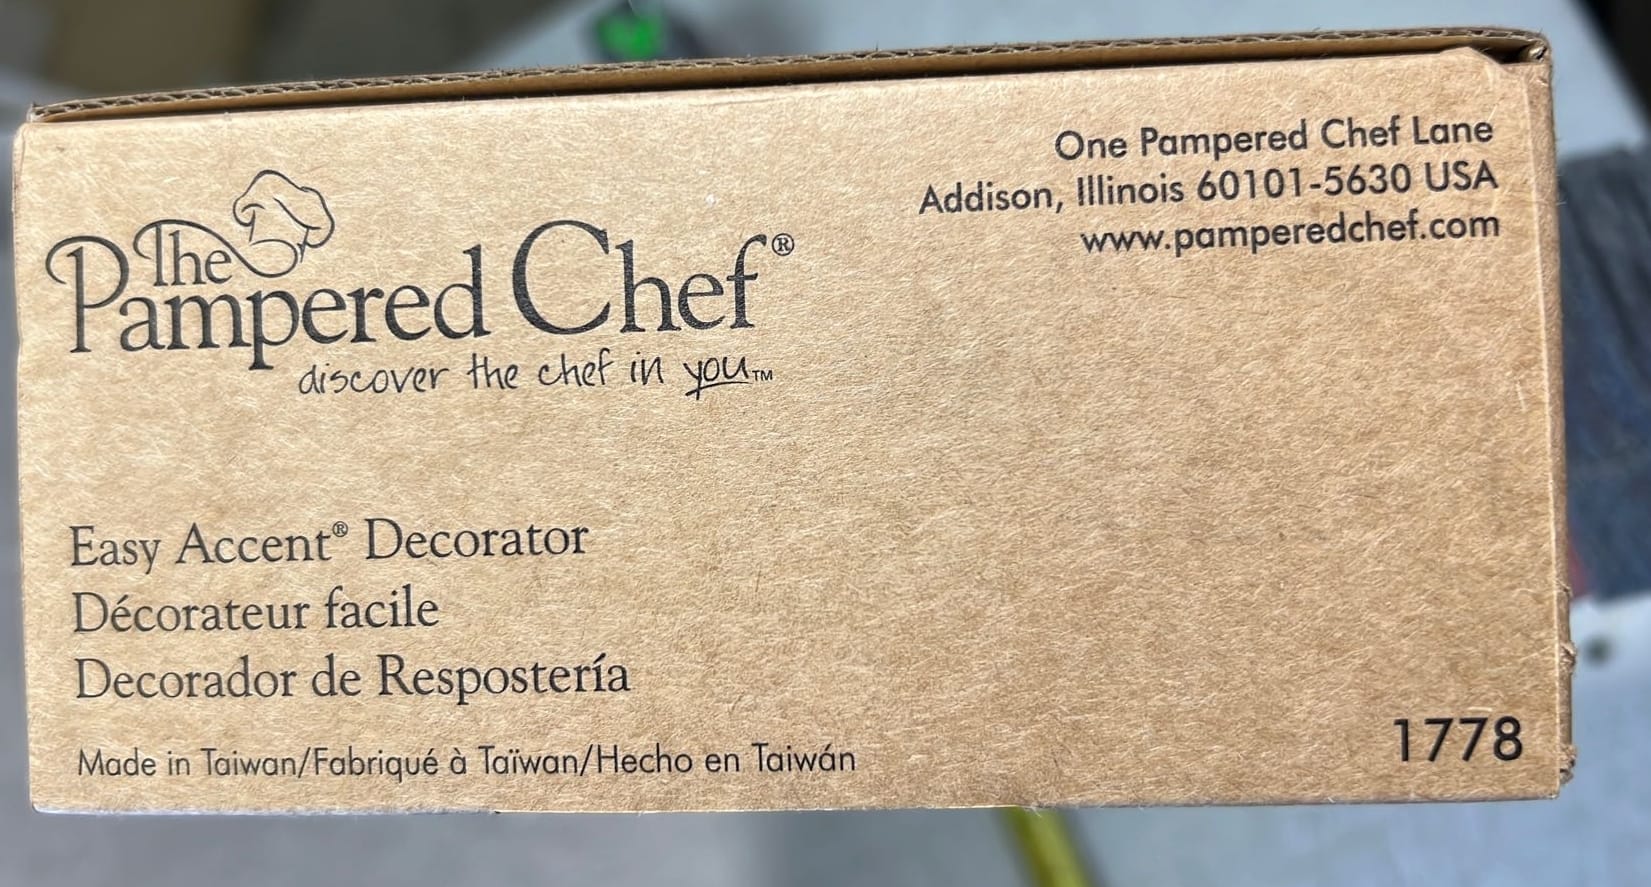 The
Pampered Chef®
discover the chef in you™
One Pampered Chef Lane
Addison, Illinois 60101-5630 USA
www.pamperedchef.com
Easy Accent® Decorator
Décorateur facile
Decorador de Respostería
Made in Taiwan/Fabriqué à Taïwan/Hecho en Taiwán
1778